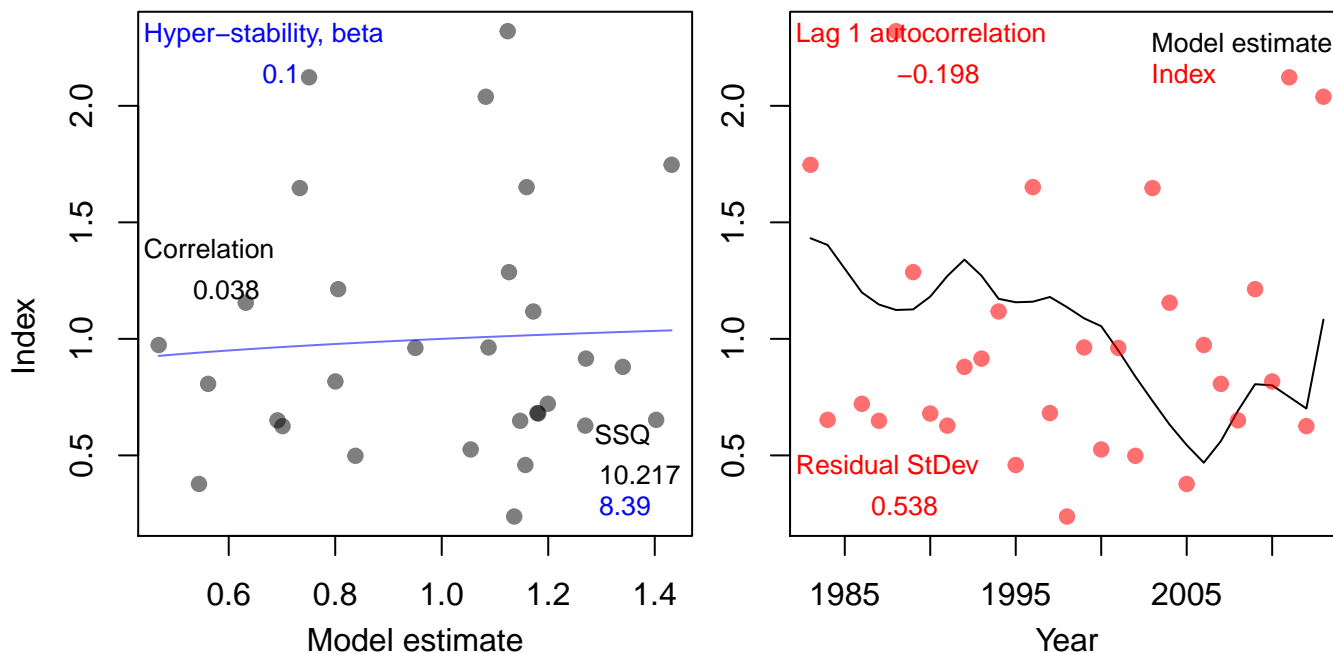 Hyper−stability, beta
0.1
Correlation
0.038
SSQ
10.217
8.39
Index
2.0
1.5
1.0
0.5
0.6 0.8 1.0 1.2 1.4
Model estimate
Lag 1 autocorrelation
−0.198
Model estimate
Index
Residual StDev
0.538
2.0
1.5
1.0
0.5
1985 1995 2005
Year